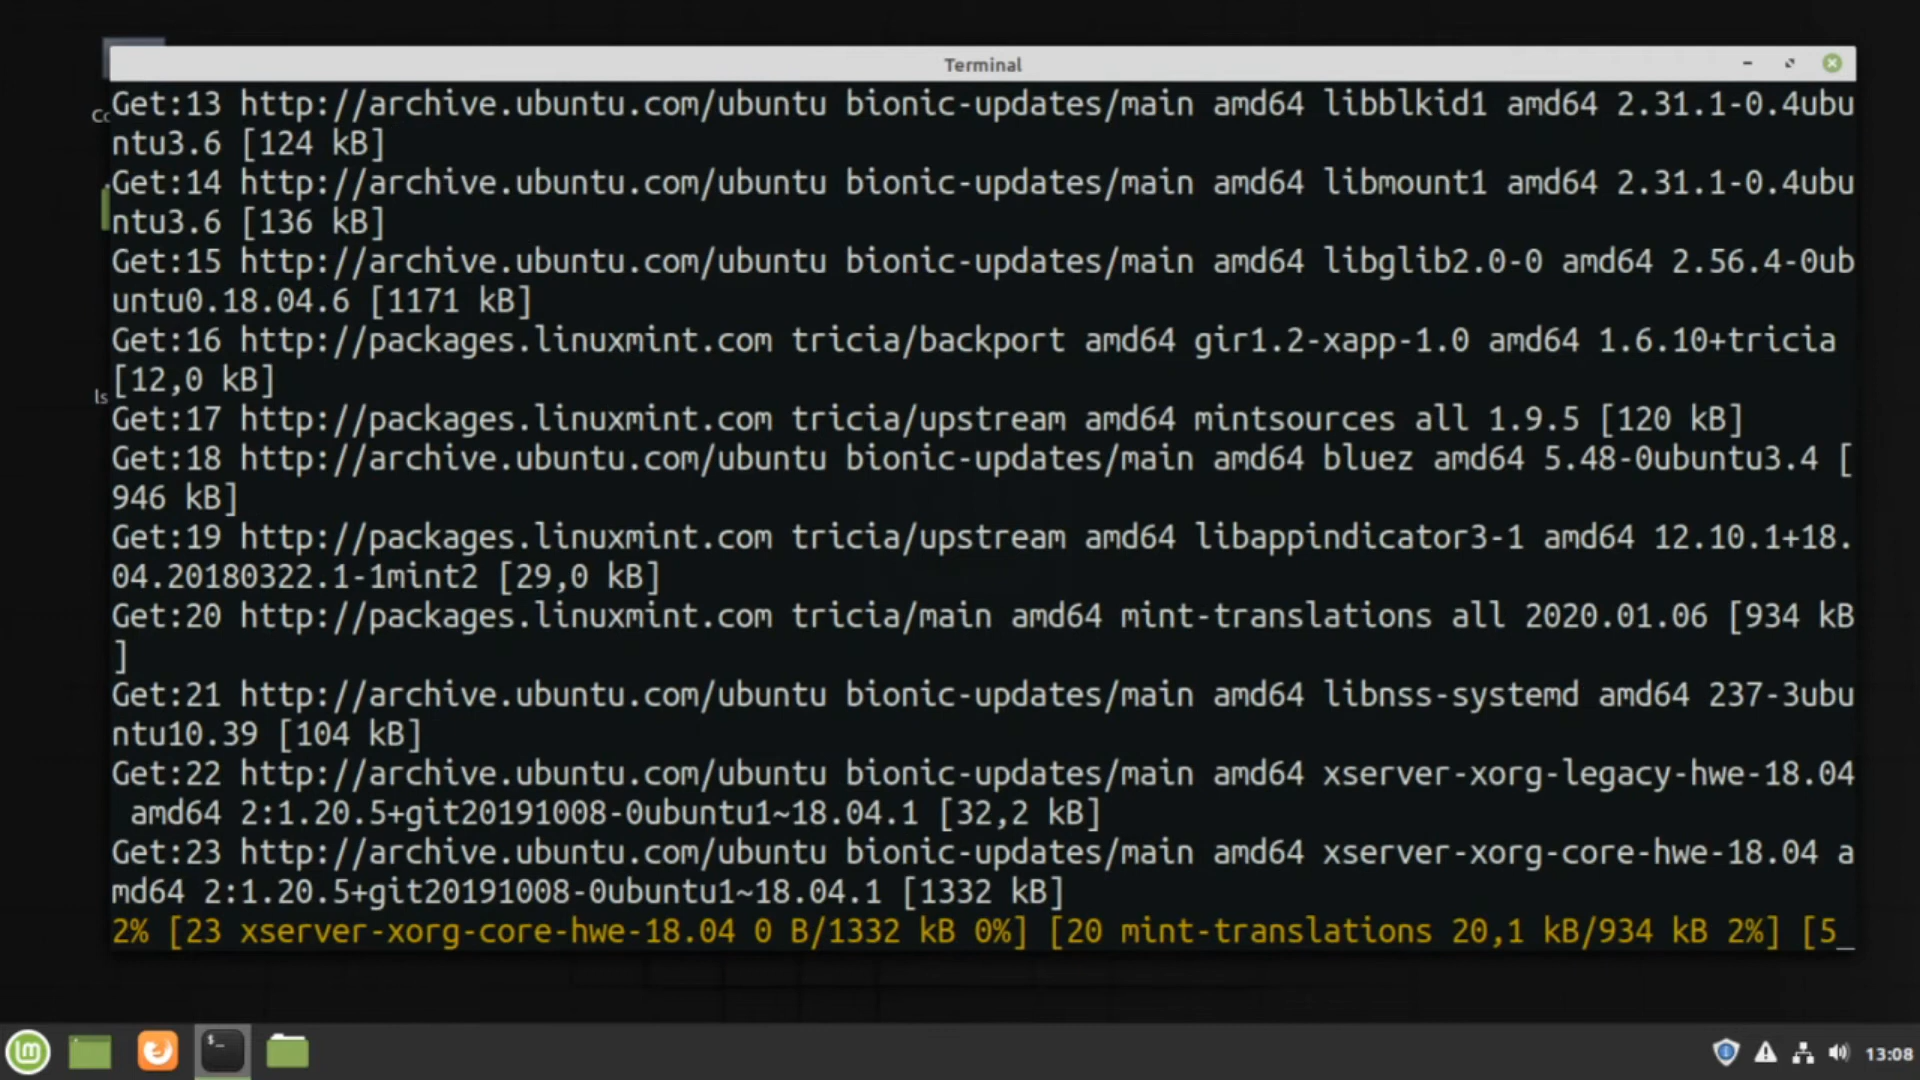 Terminal
Get:13 http://archive.ubuntu.com/ubuntu bionic-updates/main amd64 libblkid1 amd64 2.31.1-0.4ubu
ntu3.6 [124 kB]
Get:14 http://archive.ubuntu.com/ubuntu bionic-updates/main amd64 libmount1 amd64 2.31.1-0.4ubu
ntu3.6 [136 kB]
Get:15 http://archive.ubuntu.com/ubuntu bionic-updates/main amd64 libglib2.0-0 amd64 2.56.4-0ub
untu0.18.04.6 [1171 kB]
Get:16 http://packages.linuxmint.com tricia/backport amd64 gir1.2-xapp-1.0 amd64 1.6.10+tricia
[12,0 kB]
Get:17 http://packages.linuxmint.com tricia/upstream amd64 mintsources all 1.9.5 [120 kB]
Get:18 http://archive.ubuntu.com/ubuntu bionic-updates/main amd64 bluez amd64 5.48-0ubuntu3.4 [
946 kB]
Get:19 http://packages.linuxmint.com tricia/upstream amd64 libappindicator3-1 amd64 12.10.1+18.
04.20180322.1-1mint2 [29,0 kB]
Get:20 http://packages.linuxmint.com tricia/main amd64 mint-translations all 2020.01.06 [934 kB
]
Get:21 http://archive.ubuntu.com/ubuntu bionic-updates/main amd64 libnss-systemd amd64 237-3ubu
ntu10.39 [104 kB]
Get:22 http://archive.ubuntu.com/ubuntu bionic-updates/main amd64 xserver-xorg-legacy-hwe-18.04
 amd64 2:1.20.5+git20191008-0ubuntu1~18.04.1 [32,2 kB]
Get:23 http://archive.ubuntu.com/ubuntu bionic-updates/main amd64 xserver-xorg-core-hwe-18.04 a
md64 2:1.20.5+git20191008-0ubuntu1~18.04.1 [1332 kB]
2% [23 xserver-xorg-core-hwe-18.04 0 B/1332 kB 0%] [20 mint-translations 20,1 kB/934 kB 2%] [5_
13:08